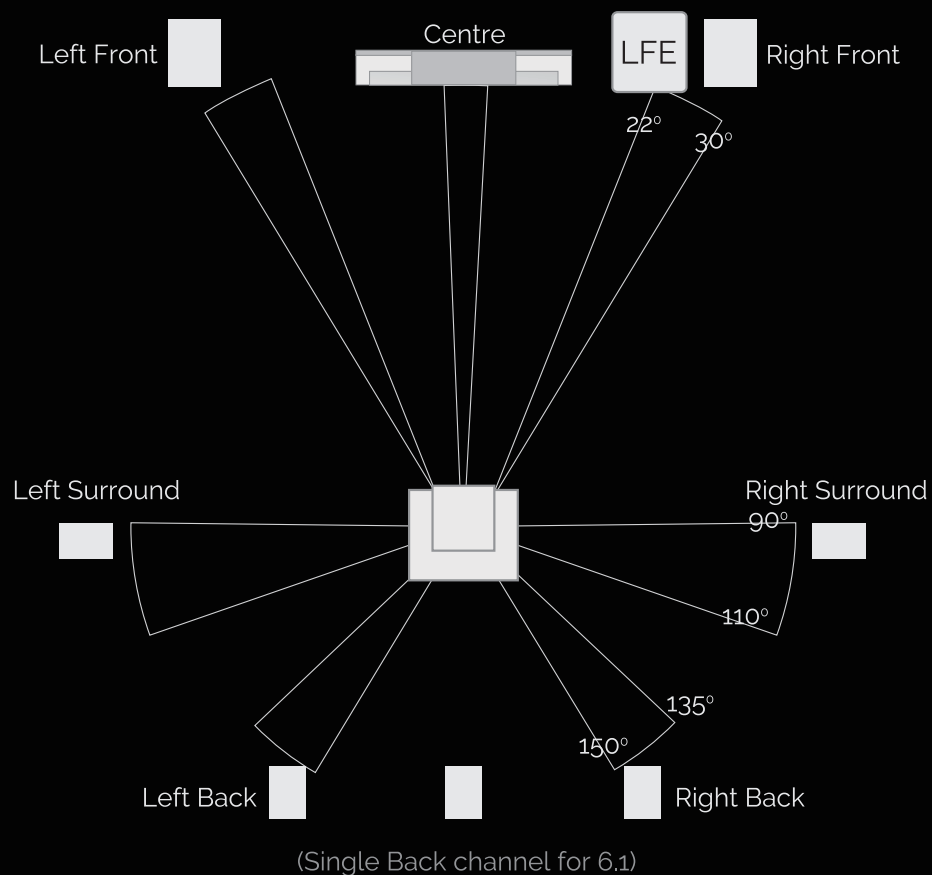 Centre
Left Front
LFE
Right Front
22°
30°
Left Surround
Right Surround
90°
110°
135°
150°
Left Back
Right Back
(Single Back channel for 6.1)